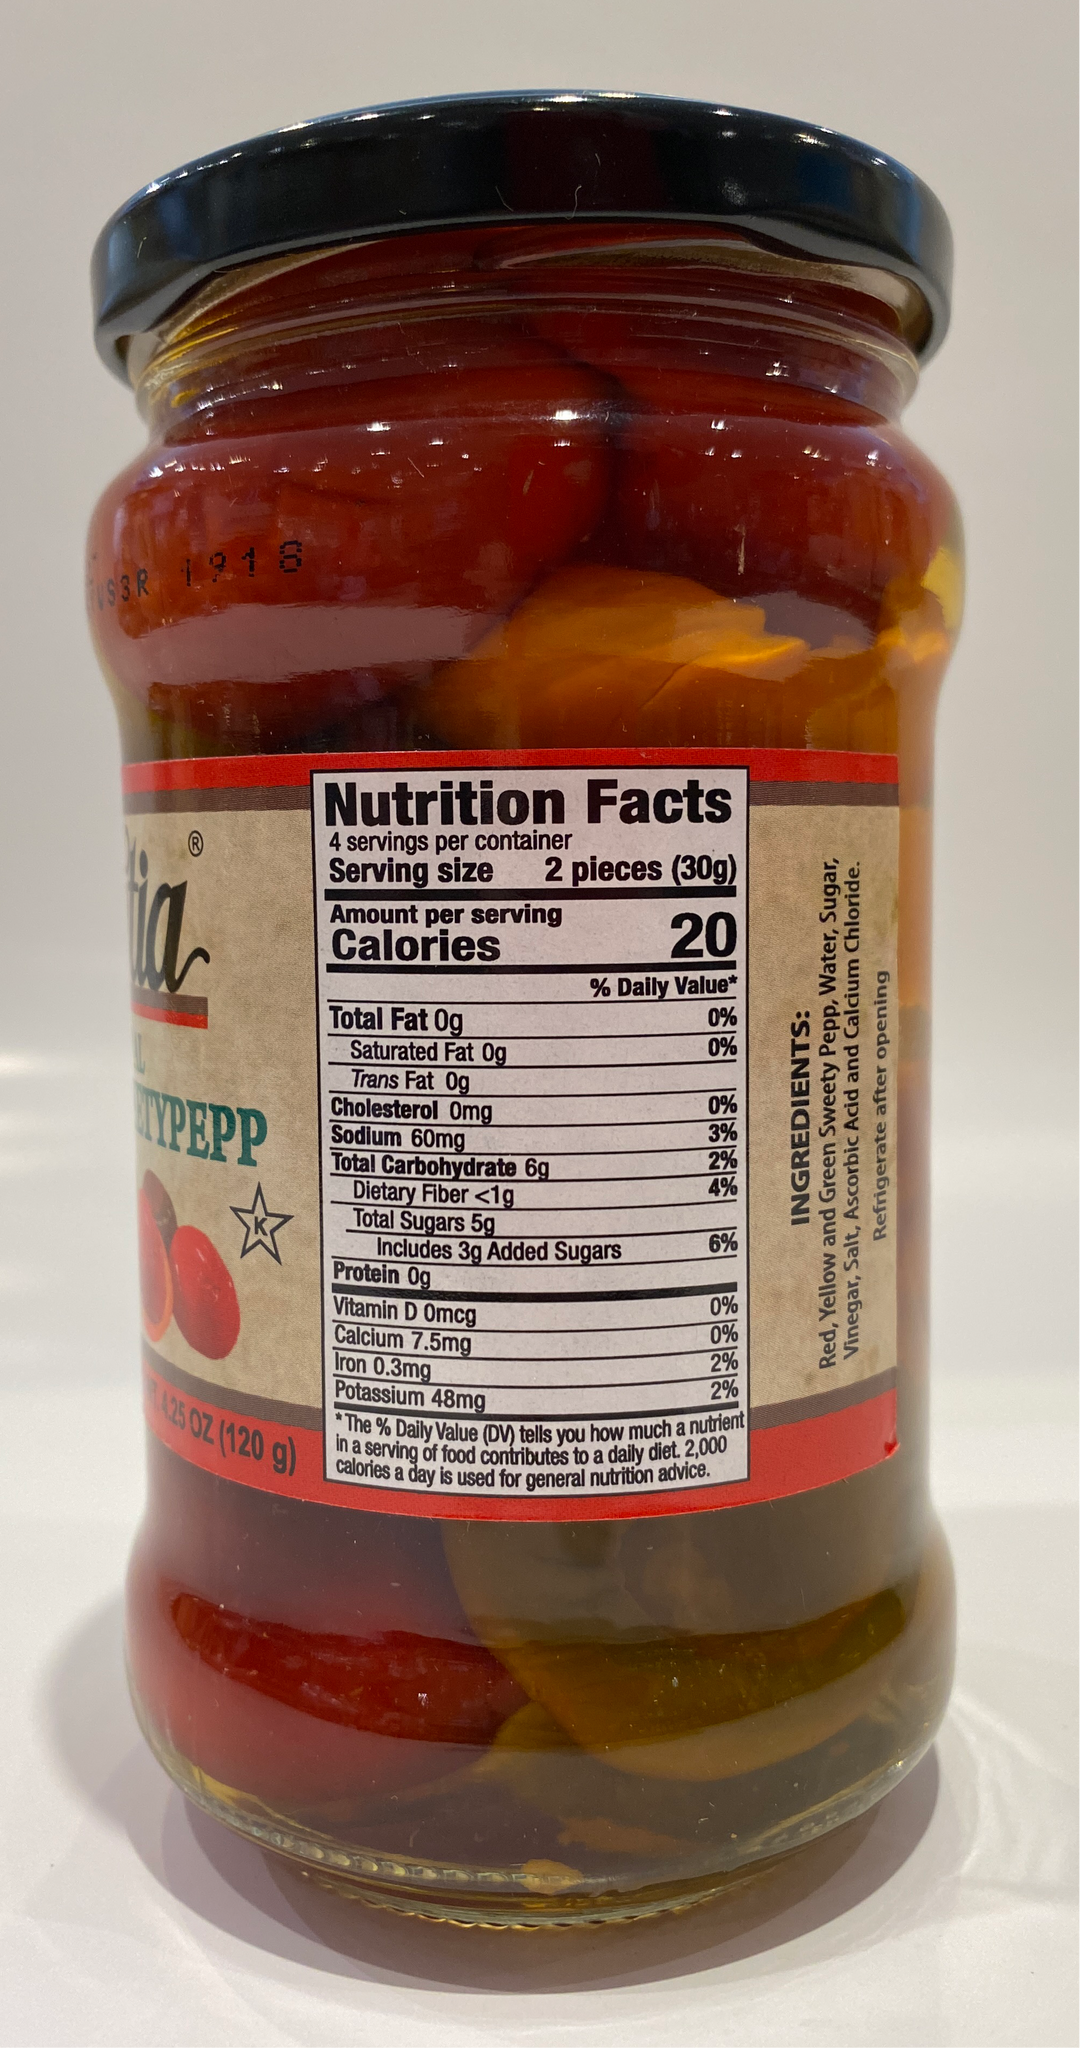 US3R 1918
®
ETYPEPP
K
4.25 OZ (120 g)
Nutrition Facts
4 servings per container
Serving size 2 pieces (30g)
Amount per serving
Calories 20
% Daily Value*
Total Fat 0g 0%
Saturated Fat 0g 0%
Trans Fat 0g
Cholesterol 0mg 0%
Sodium 60mg 3%
Total Carbohydrate 6g 2%
Dietary Fiber <1g 4%
Total Sugars 5g
Includes 3g Added Sugars 6%
Protein 0g
Vitamin D 0mcg 0%
Calcium 7.5mg 0%
Iron 0.3mg 2%
Potassium 48mg 2%
*The % Daily Value (DV) tells you how much a nutrient
in a serving of food contributes to a daily diet. 2,000
calories a day is used for general nutrition advice.
INGREDIENTS:
Red, Yellow and Green Sweety Pepp, Water, Sugar,
Vinegar, Salt, Ascorbic Acid and Calcium Chloride.
Refrigerate after opening